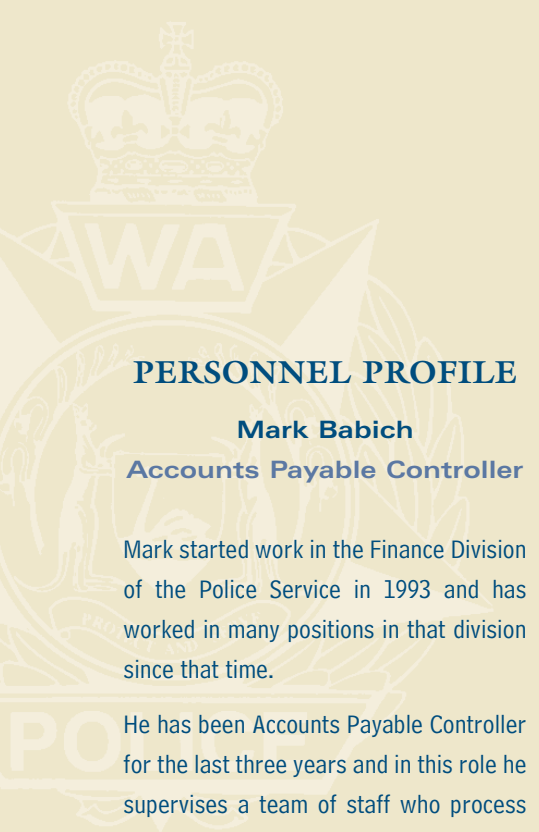 WA
PERSONNEL PROFILE
Mark Babich
Accounts Payable Controller
Mark started work in the Finance Division
of the Police Service in 1993 and has
worked in many positions in that division
since that time.
He has been Accounts Payable Controller
for the last three years and in this role he
supervises a team of staff who process
POLICE